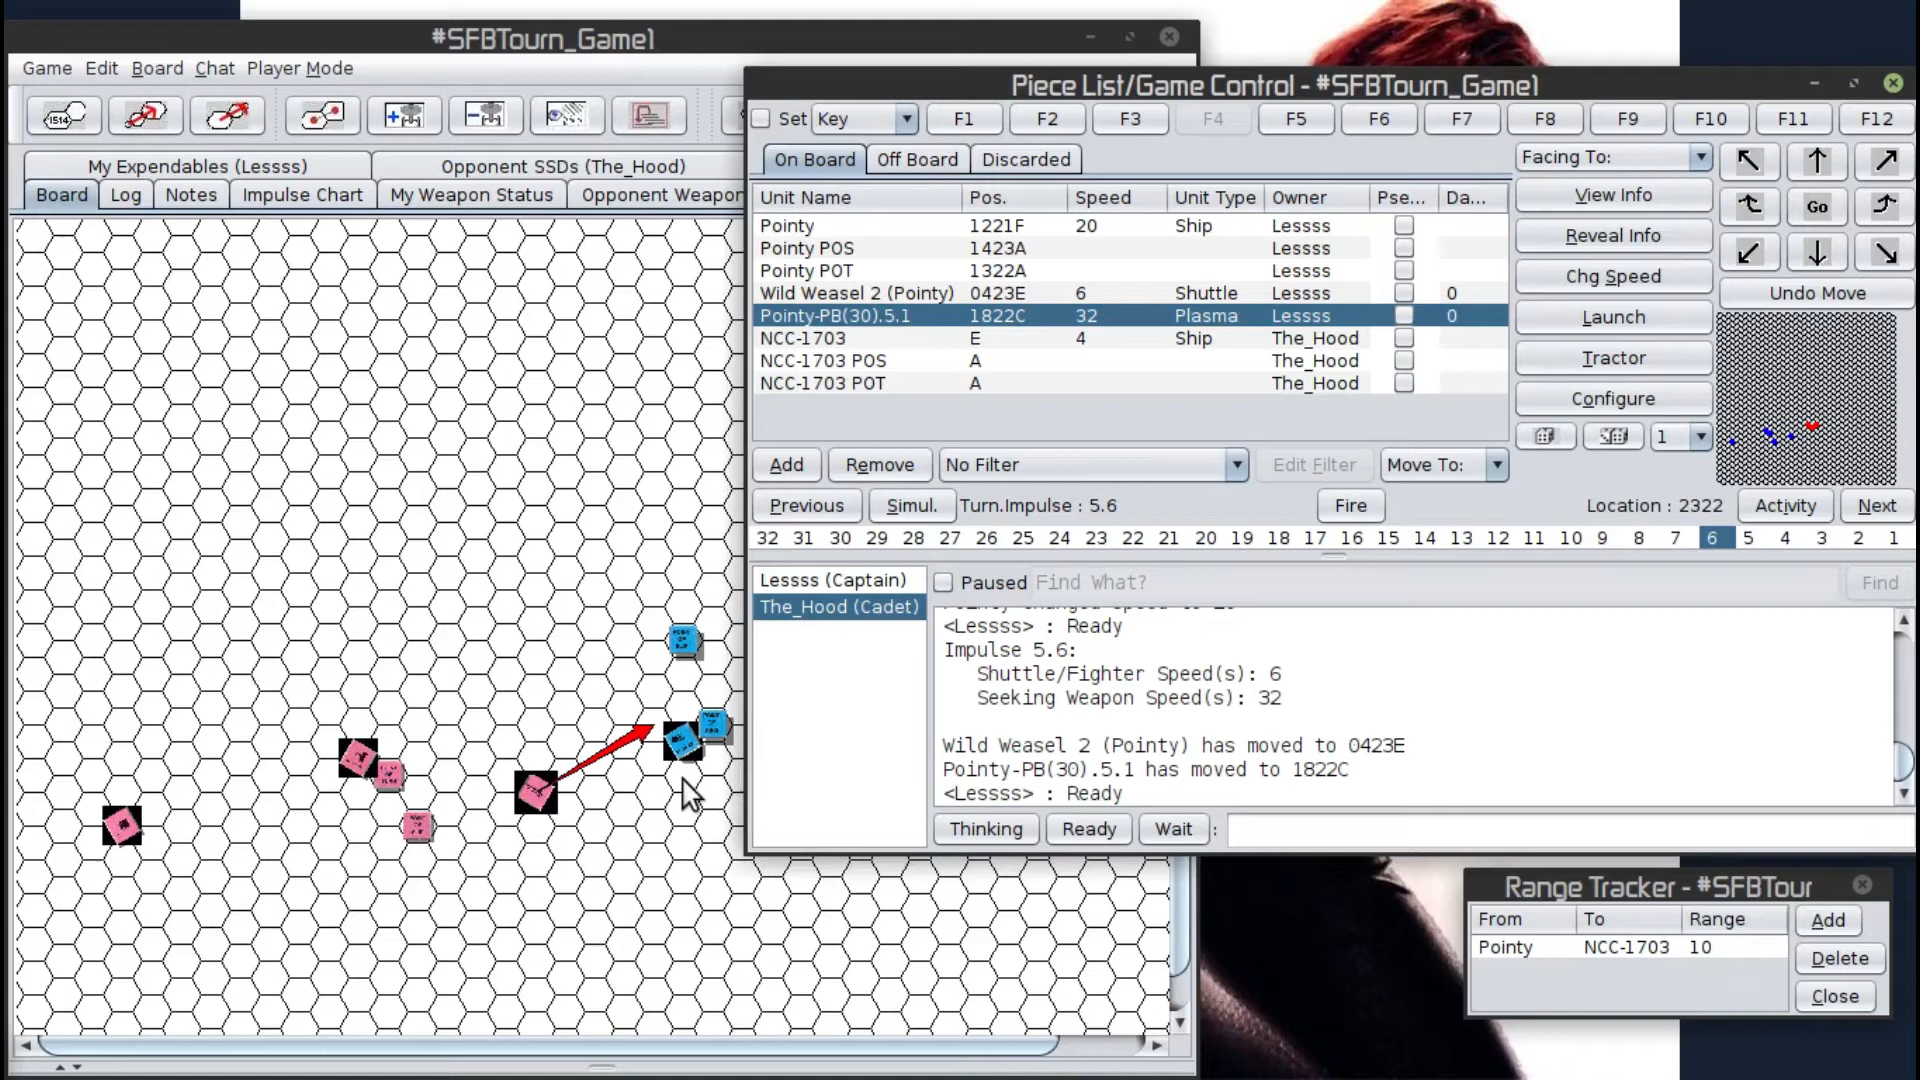 #SFBTourn_Game1
Game Edit Board Chat Player Mode
My Expendables (Lessss) Opponent SSDs (The_Hood)
Board Log Notes Impulse Chart My Weapon Status Opponent Weapon
Piece List/Game Control - #SFBTourn_Game1
Set Key F1 F2 F3 F4 F5 F6 F7 F8 F9 F10 F11 F12
On Board Off Board Discarded
Unit Name Pos. Speed Unit Type Owner Pse... Da...
Pointy 1221F 20 Ship Lessss
Pointy POS 1423A Lessss
Pointy POT 1322A Lessss
Wild Weasel 2 (Pointy) 0423E 6 Shuttle Lessss 0
Pointy-PB(30).5.1 1822C 32 Plasma Lessss 0
NCC-1703 E 4 Ship The_Hood
NCC-1703 POS A The_Hood
NCC-1703 POT A The_Hood
Facing To:
View Info
Reveal Info
Go
Chg Speed
Undo Move
Launch
Tractor
Configure
1
Add Remove No Filter Edit Filter Move To:
Previous Simul. Turn.Impulse : 5.6 Fire Location : 2322 Activity Next
32 31 30 29 28 27 26 25 24 23 22 21 20 19 18 17 16 15 14 13 12 11 10 9 8 7 6 5 4 3 2 1
Lessss (Captain)
The_Hood (Cadet)
Paused Find What? Find
<Lessss> : Ready
Impulse 5.6:
Shuttle/Fighter Speed(s): 6
Seeking Weapon Speed(s): 32
Wild Weasel 2 (Pointy) has moved to 0423E
Pointy-PB(30).5.1 has moved to 1822C
<Lessss> : Ready
Thinking Ready Wait :
Range Tracker - #SFBTour
From To Range Add
Pointy NCC-1703 10
Delete
Close